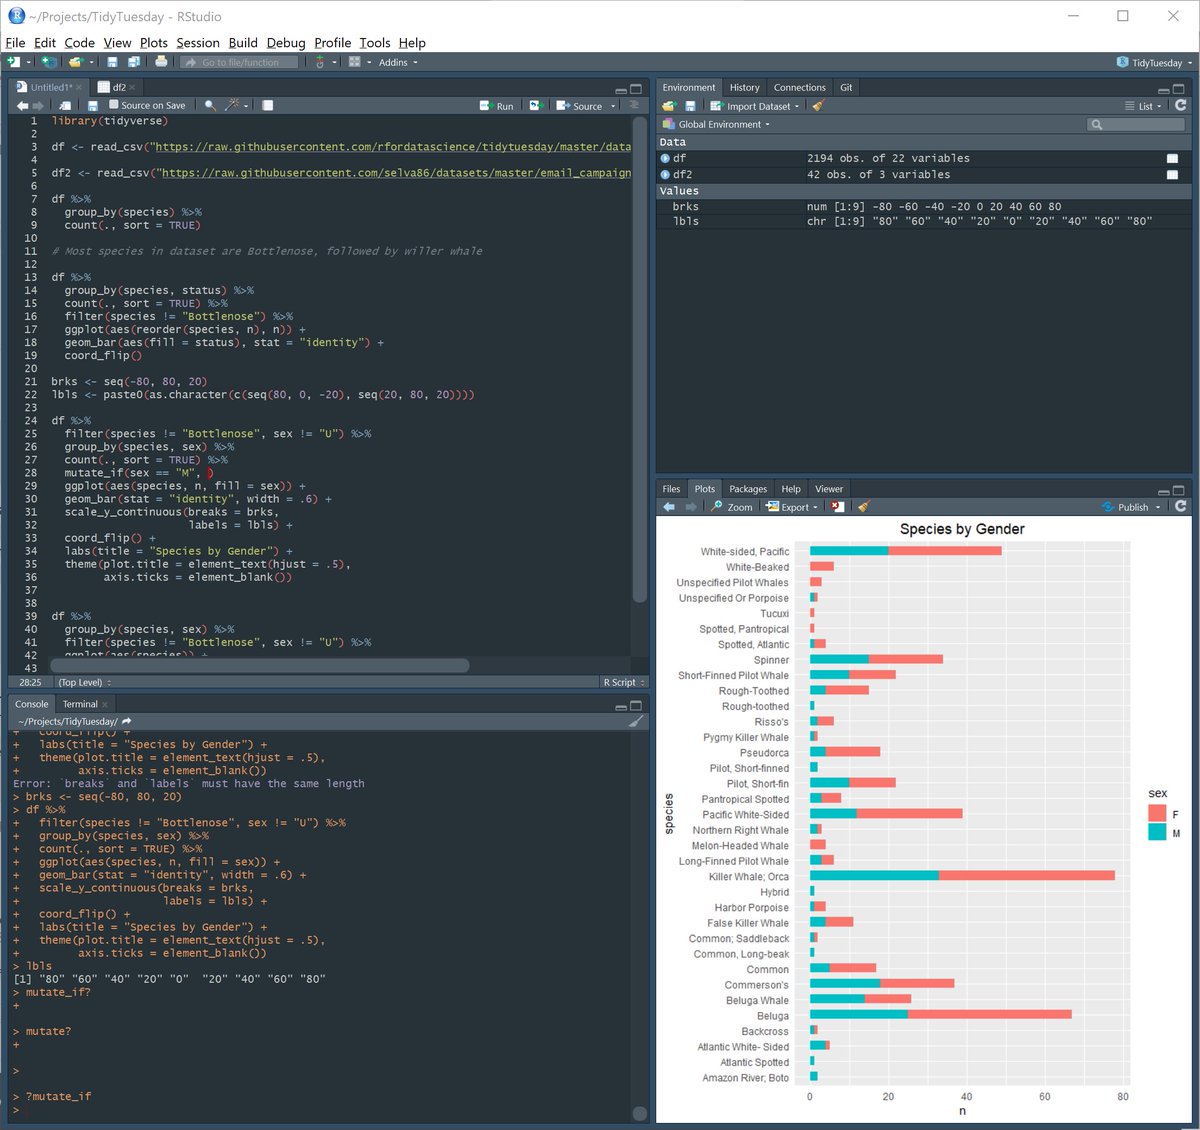 ~/Projects/TidyTuesday - RStudio
File Edit Code View Plots Session Build Debug Profile Tools Help
Go to file/function Addins TidyTuesday
Untitled1* df2
Source on Save Run Source
1 library(tidyverse)
2
3 df <- read_csv("https://raw.githubusercontent.com/rfordatascience/tidytuesday/master/data
4
5 df2 <- read_csv("https://raw.githubusercontent.com/selva86/datasets/master/email_campaign
6
7 df %>%
8 group_by(species) %>%
9 count(., sort = TRUE)
10
11 # Most species in dataset are Bottlenose, followed by willer whale
12
13 df %>%
14 group_by(species, status) %>%
15 count(., sort = TRUE) %>%
16 filter(species != "Bottlenose") %>%
17 ggplot(aes(reorder(species, n), n)) +
18 geom_bar(aes(fill = status), stat = "identity") +
19 coord_flip()
20
21 brks <- seq(-80, 80, 20)
22 lbls <- paste0(as.character(c(seq(80, 0, -20), seq(20, 80, 20))))
23
24 df %>%
25 filter(species != "Bottlenose", sex != "U") %>%
26 group_by(species, sex) %>%
27 count(., sort = TRUE) %>%
28 mutate_if(sex == "M", )
29 ggplot(aes(species, n, fill = sex)) +
30 geom_bar(stat = "identity", width = .6) +
31 scale_y_continuous(breaks = brks,
32 labels = lbls) +
33 coord_flip() +
34 labs(title = "Species by Gender") +
35 theme(plot.title = element_text(hjust = .5),
36 axis.ticks = element_blank())
37
38
39 df %>%
40 group_by(species, sex) %>%
41 filter(species != "Bottlenose", sex != "U") %>%
42 ggplot(aes(species)) +
43
28:25 (Top Level) R Script
Console Terminal
~/Projects/TidyTuesday/
+ coord_flip() +
+ labs(title = "Species by Gender") +
+ theme(plot.title = element_text(hjust = .5),
+ axis.ticks = element_blank())
Error: `breaks` and `labels` must have the same length
> brks <- seq(-80, 80, 20)
> df %>%
+ filter(species != "Bottlenose", sex != "U") %>%
+ group_by(species, sex) %>%
+ count(., sort = TRUE) %>%
+ ggplot(aes(species, n, fill = sex)) +
+ geom_bar(stat = "identity", width = .6) +
+ scale_y_continuous(breaks = brks,
+ labels = lbls) +
+ coord_flip() +
+ labs(title = "Species by Gender") +
+ theme(plot.title = element_text(hjust = .5),
+ axis.ticks = element_blank())
> lbls
[1] "80" "60" "40" "20" "0" "20" "40" "60" "80"
> mutate_if?
+
> mutate?
+
>
> ?mutate_if
>
Environment History Connections Git
Import Dataset List
Global Environment
Data
df 2194 obs. of 22 variables
df2 42 obs. of 3 variables
Values
brks num [1:9] -80 -60 -40 -20 0 20 40 60 80
lbls chr [1:9] "80" "60" "40" "20" "0" "20" "40" "60" "80"
Files Plots Packages Help Viewer
Zoom Export Publish
Species by Gender
White-sided, Pacific
White-Beaked
Unspecified Pilot Whales
Unspecified Or Porpoise
Tucuxi
Spotted, Pantropical
Spotted, Atlantic
Spinner
Short-Finned Pilot Whale
Rough-Toothed
Rough-toothed
Risso's
Pygmy Killer Whale
Pseudorca
Pilot, Short-finned
Pilot, Short-fin
Pantropical Spotted
Pacific White-Sided
Northern Right Whale
Melon-Headed Whale
Long-Finned Pilot Whale
Killer Whale; Orca
Hybrid
Harbor Porpoise
False Killer Whale
Common; Saddleback
Common, Long-beak
Common
Commerson's
Beluga Whale
Beluga
Backcross
Atlantic White- Sided
Atlantic Spotted
Amazon River; Boto
species
0 20 40 60 80
n
sex
F
M